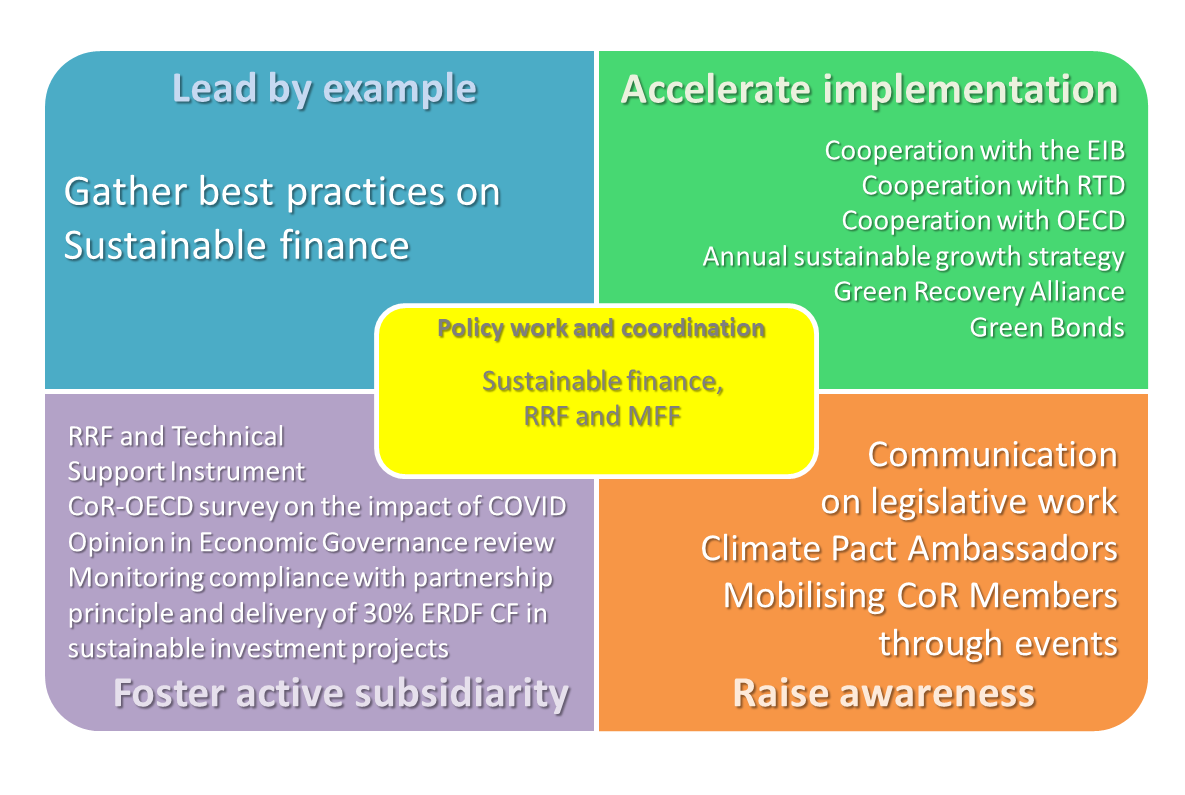 Lead by example
Gather best practices on
Sustainable finance
Accelerate implementation
Cooperation with the EIB
Cooperation with RTD
Cooperation with OECD
Annual sustainable growth strategy
Green Recovery Alliance
Green Bonds
Policy work and coordination
Sustainable finance,
RRF and MFF
RRF and Technical
Support Instrument
CoR-OECD survey on the impact of COVID
Opinion in Economic Governance review
Monitoring compliance with partnership
principle and delivery of 30% ERDF CF in
sustainable investment projects
Foster active subsidiarity
Communication
on legislative work
Climate Pact Ambassadors
Mobilising CoR Members
through events
Raise awareness